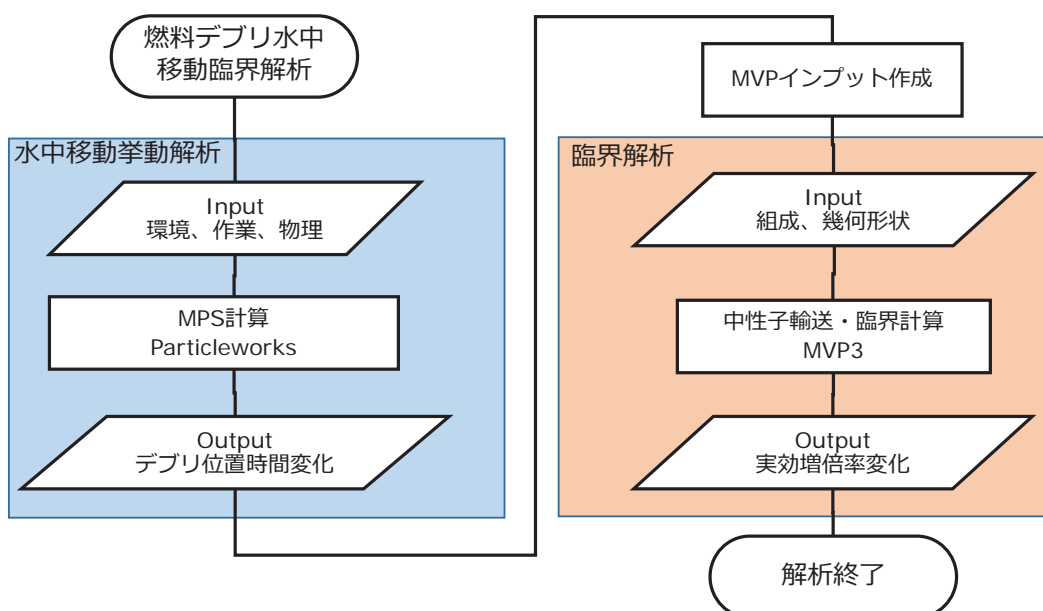 燃料デブリ水中
移動臨界解析
水中移動挙動解析
Input
環境、作業、物理
MPS計算
Particleworks
Output
デブリ位置時間変化
MVPインプット作成
臨界解析
Input
組成、幾何形状
中性子輸送・臨界計算
MVP3
Output
実効増倍率変化
解析終了